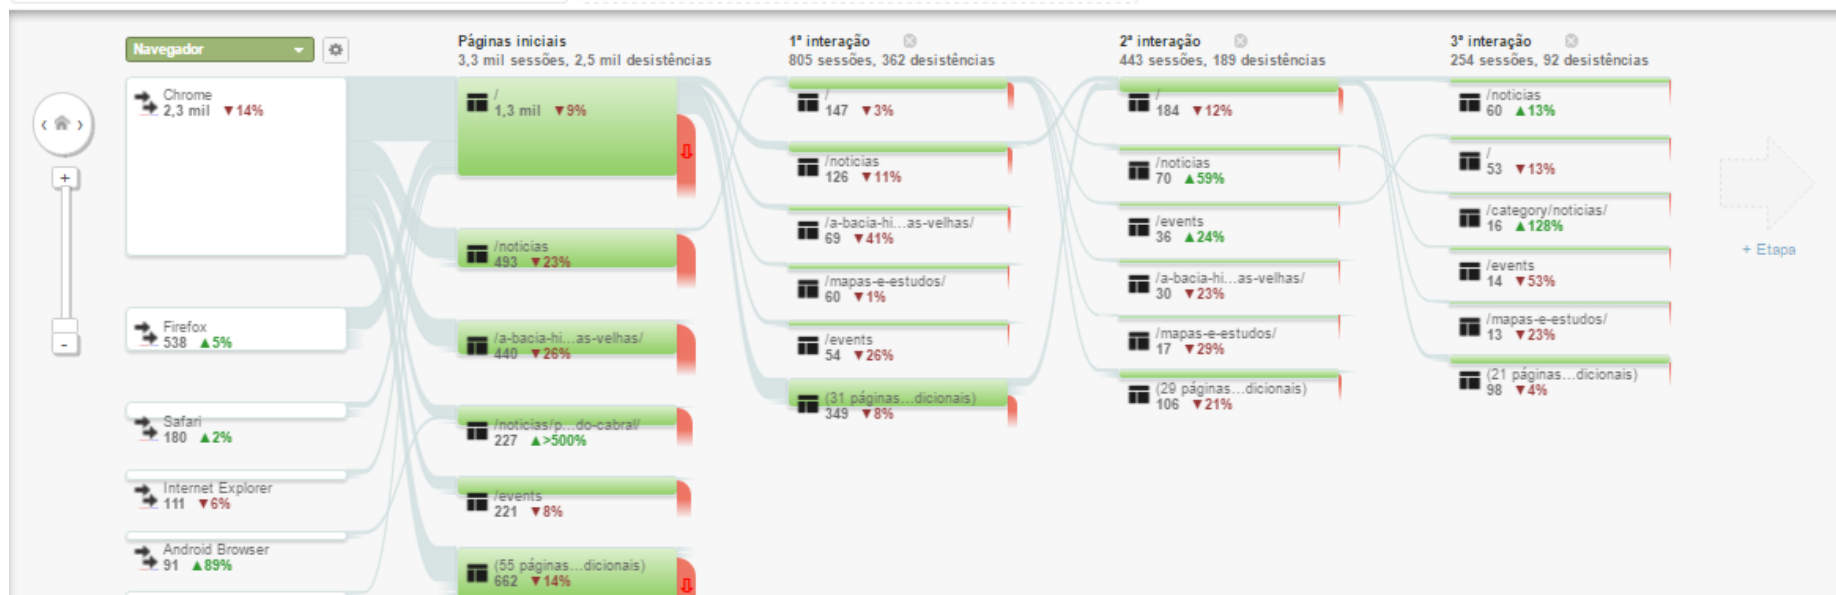 Navegador
Chrome
2,3 mil ▼14%
Firefox
538 ▲5%
Safari
180 ▲2%
Internet Explorer
111 ▼6%
Android Browser
91 ▲89%
+
-
Páginas iniciais
3,3 mil sessões, 2,5 mil desistências
/
1,3 mil ▼9%
/noticias
493 ▼23%
/a-bacia-hi...as-velhas/
440 ▼26%
/noticias/p...do-cabral/
227 ▲>500%
/events
221 ▼8%
(55 páginas...dicionais)
662 ▼14%
1ª interação
805 sessões, 362 desistências
/
147 ▼3%
/noticias
126 ▼11%
/a-bacia-hi...as-velhas/
69 ▼41%
/mapas-e-estudos/
60 ▼1%
/events
54 ▼26%
(31 páginas...dicionais)
349 ▼8%
2ª interação
443 sessões, 189 desistências
/
184 ▼12%
/noticias
70 ▲59%
/events
36 ▲24%
/a-bacia-hi...as-velhas/
30 ▼23%
/mapas-e-estudos/
17 ▼29%
(29 páginas...dicionais)
106 ▼21%
3ª interação
254 sessões, 92 desistências
/noticias
60 ▲13%
/
53 ▼13%
/category/noticias/
16 ▲128%
/events
14 ▼53%
/mapas-e-estudos/
13 ▼23%
(21 páginas...dicionais)
98 ▼4%
+ Etapa